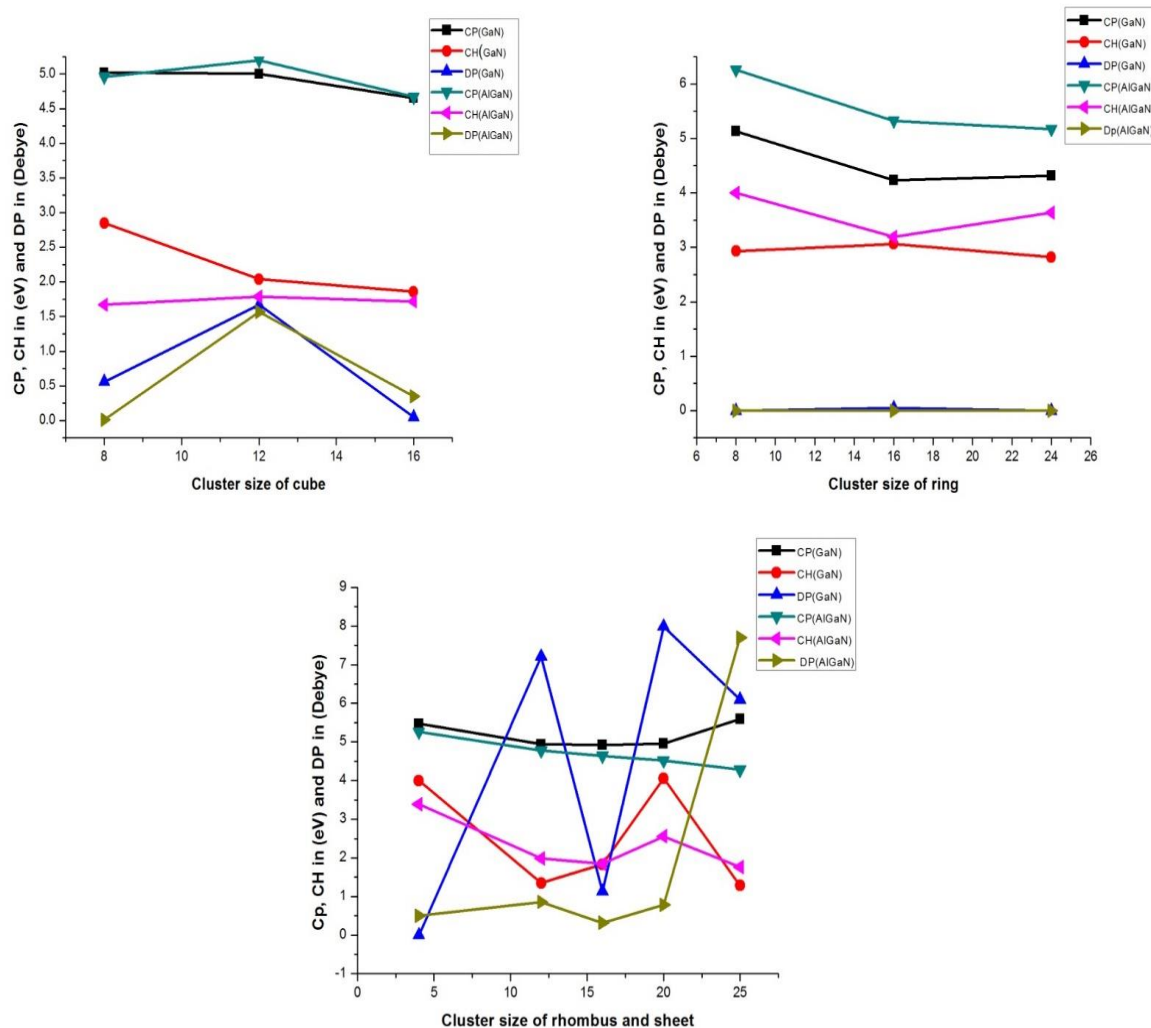 CP(GaN)
CH(GaN)
DP(GaN)
CP(AlGaN)
CH(AlGaN)
DP(AlGaN)
CP, CH in (eV) and DP in (Debye)
5.0
4.5
4.0
3.5
3.0
2.5
2.0
1.5
1.0
0.5
0.0
8 10 12 14 16
Cluster size of cube
CP(GaN)
CH(GaN)
DP(GaN)
CP(AlGaN)
CH(AlGaN)
Dp(AlGaN)
CP, CH in (eV) and DP in (Debye)
6
5
4
3
2
1
0
6 8 10 12 14 16 18 20 22 24 26
Cluster size of ring
CP(GaN)
CH(GaN)
DP(GaN)
CP(AlGaN)
CH(AlGaN)
DP(AlGaN)
Cp, CH in (eV) and DP in (Debye)
9
8
7
6
5
4
3
2
1
0
-1
0 5 10 15 20 25
Cluster size of rhombus and sheet